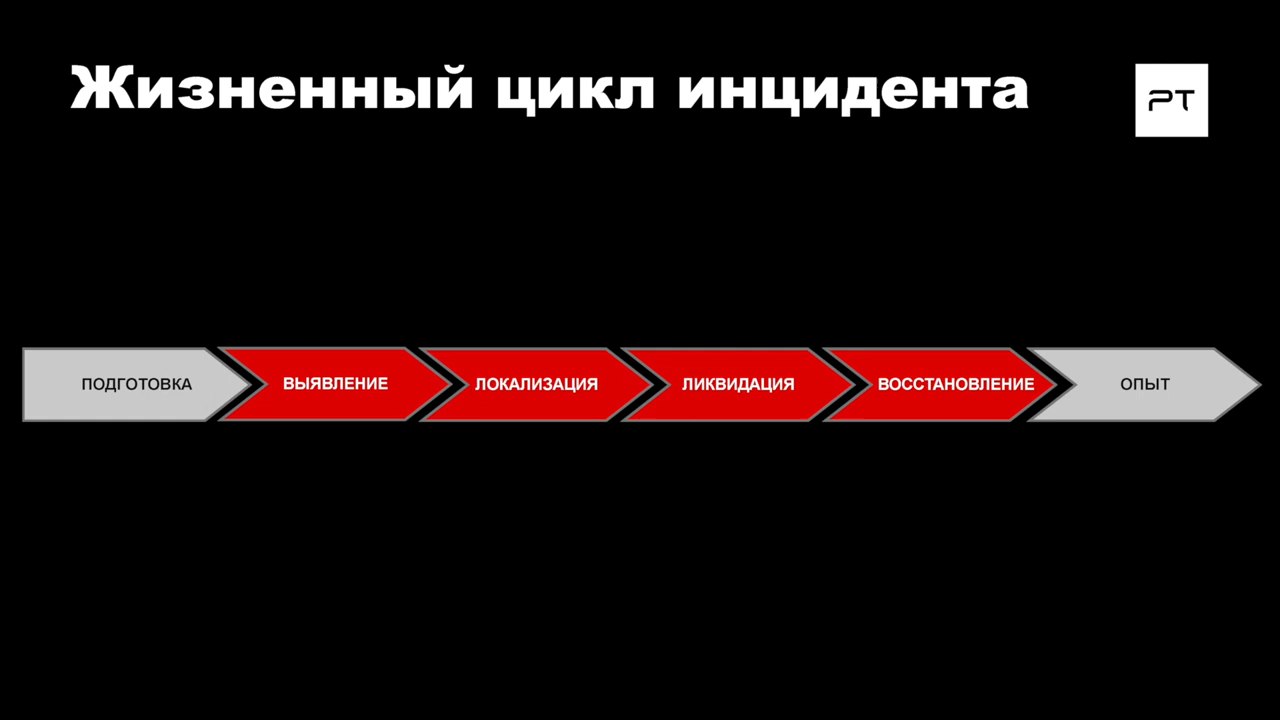 Жизненный цикл инцидента
PT
ПОДГОТОВКА
ВЫЯВЛЕНИЕ
ЛОКАЛИЗАЦИЯ
ЛИКВИДАЦИЯ
ВОССТАНОВЛЕНИЕ
ОПЫТ